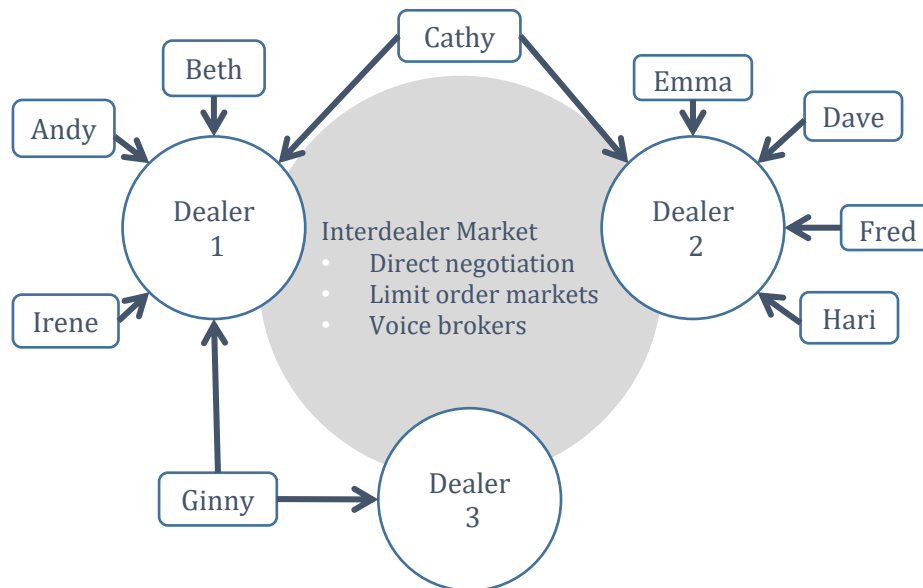 Cathy
Beth
Emma
Andy
Dave
Dealer
1
Dealer
2
Interdealer Market
• Direct negotiation
• Limit order markets
• Voice brokers
Fred
Irene
Hari
Ginny
Dealer
3